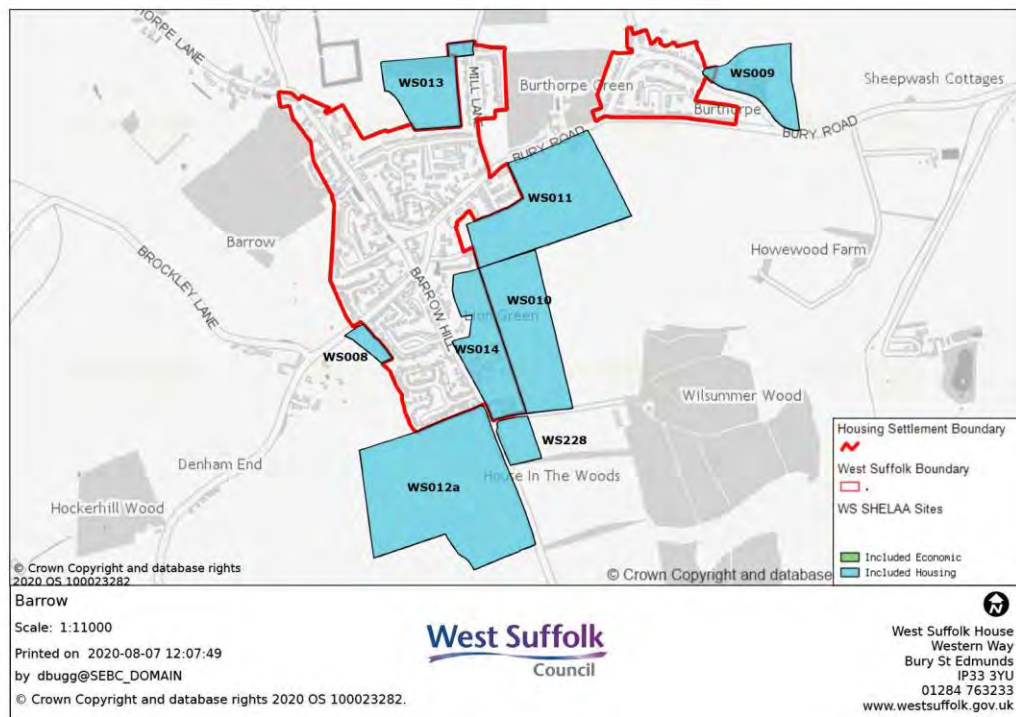 THORPE LANE
WS013
MILL LANE
Burthorpe Green
WS009
Sheepwash Cottages
Burthorpe
BURY ROAD
BURY ROAD
WS011
Barrow
BROCKLEY LANE
BARROW HILL
Howewood Farm
WS010
Green
WS014
WS008
Wilsummer Wood
WS228
Denham End
House In The Woods
WS012a
Hockerhill Wood
Housing Settlement Boundary
West Suffolk Boundary
.
WS SHELAA Sites
Included Economic
Included Housing
© Crown Copyright and database rights
2020 OS 100023282
© Crown Copyright and database
Barrow
Scale: 1:11000
Printed on 2020-08-07 12:07:49
by dbugg@SEBC_DOMAIN
© Crown Copyright and database rights 2020 OS 100023282.
West Suffolk
Council
N
West Suffolk House
Western Way
Bury St Edmunds
IP33 3YU
01284 763233
www.westsuffolk.gov.uk